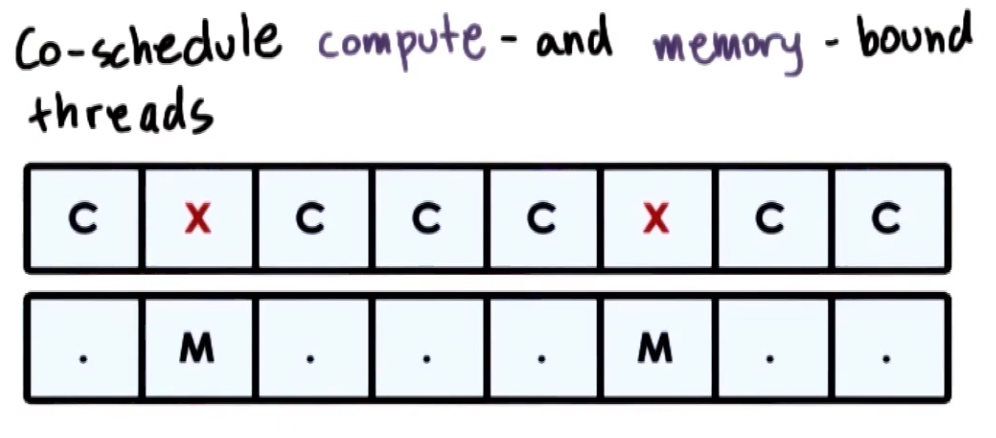 Co-schedule compute - and memory - bound
threads
C X C C C X C C
. M . . . M . .